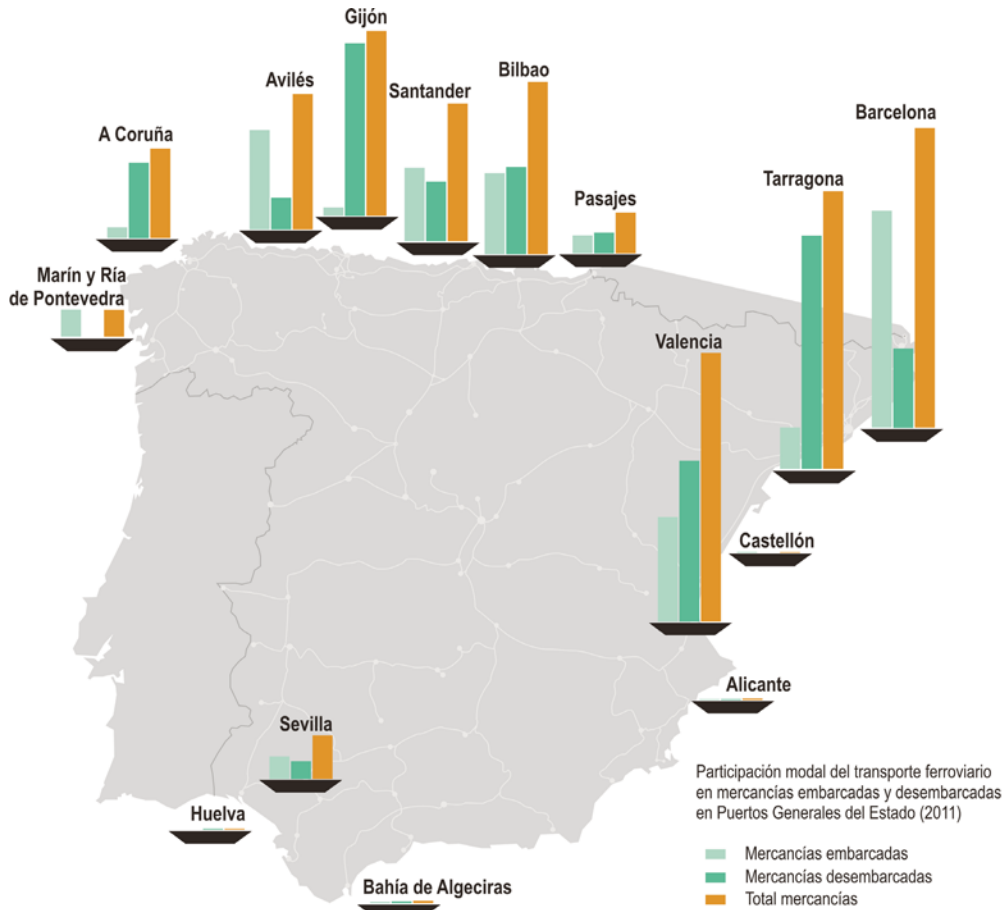 Gijón
Bilbao
Avilés
Santander
Barcelona
A Coruña
Tarragona
Pasajes
Marín y Ría
de Pontevedra
Valencia
Castellón
Alicante
Sevilla
Huelva
Bahía de Algeciras
Participación modal del transporte ferroviario
en mercancías embarcadas y desembarcadas
en Puertos Generales del Estado (2011)
Mercancías embarcadas
Mercancías desembarcadas
Total mercancías